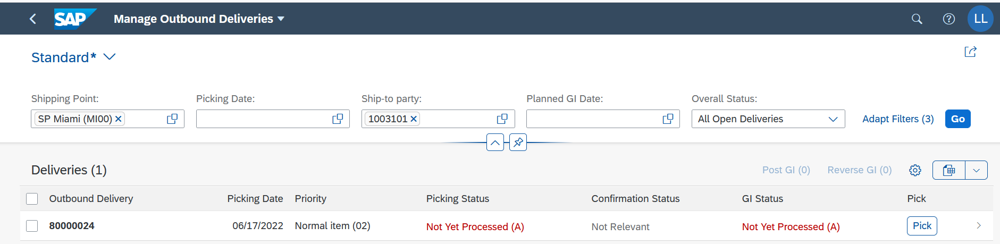 SAP Manage Outbound Deliveries LL
Standard*
Shipping Point: Picking Date: Ship-to party: Planned GI Date: Overall Status:
SP Miami (MI00) 1003101 All Open Deliveries Adapt Filters (3) Go
Deliveries (1) Post GI (0) Reverse GI (0)
Outbound Delivery Picking Date Priority Picking Status Confirmation Status GI Status Pick
80000024 06/17/2022 Normal item (02) Not Yet Processed (A) Not Relevant Not Yet Processed (A) Pick